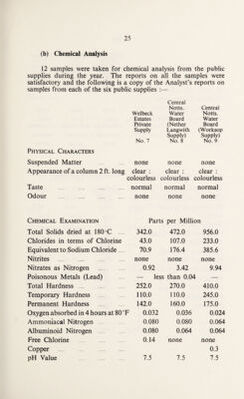 25
(b) Chemical Analysis
12 samples were taken for chemical analysis from the public
supplies during the year. The reports on all the samples were
satisfactory and the following is a copy of the Analyst's reports on
samples from each of the six public supplies :—
Welbeck Estates Private Supply No. 7 Central Notts. Water Board (Nether Langwith Supply) No. 8 Central Notts. Water Board (Worksop Supply) No. 9
PHYSICAL CHARACTERS
Suspended Matter none none none
Appearance of a column 2 ft. long clear : colourless clear : colourless clear : colourless
Taste normal normal normal
Odour none none none
CHEMICAL EXAMINATION Parts per Million
Total Solids dried at 180°C 342.0 472.0 956.0
Chlorides in terms of Chlorine 43.0 107.0 233.0
Equivalent to Sodium Chloride 70.9 176.4 385.6
Nitrites none none none
Nitrates as Nitrogen 0.92 3.42 9.94
Poisonous Metals (Lead) — less than 0.04 —
Total Hardness 252.0 270.0 410.0
Temporary Hardness 110.0 110.0 245.0
Permanent Hardness 142.0 160.0 175.0
Oxygen absorbed in 4 hours at 80°F 0.032 0.036 0.024
Ammoniacal Nitrogen 0.080 0.080 0.064
Albuminoid Nitrogen 0.080 0.064 0.064
Free Chlorine 0.14 none none
Copper 0.3
pH Value 7.5 7.5 7.5